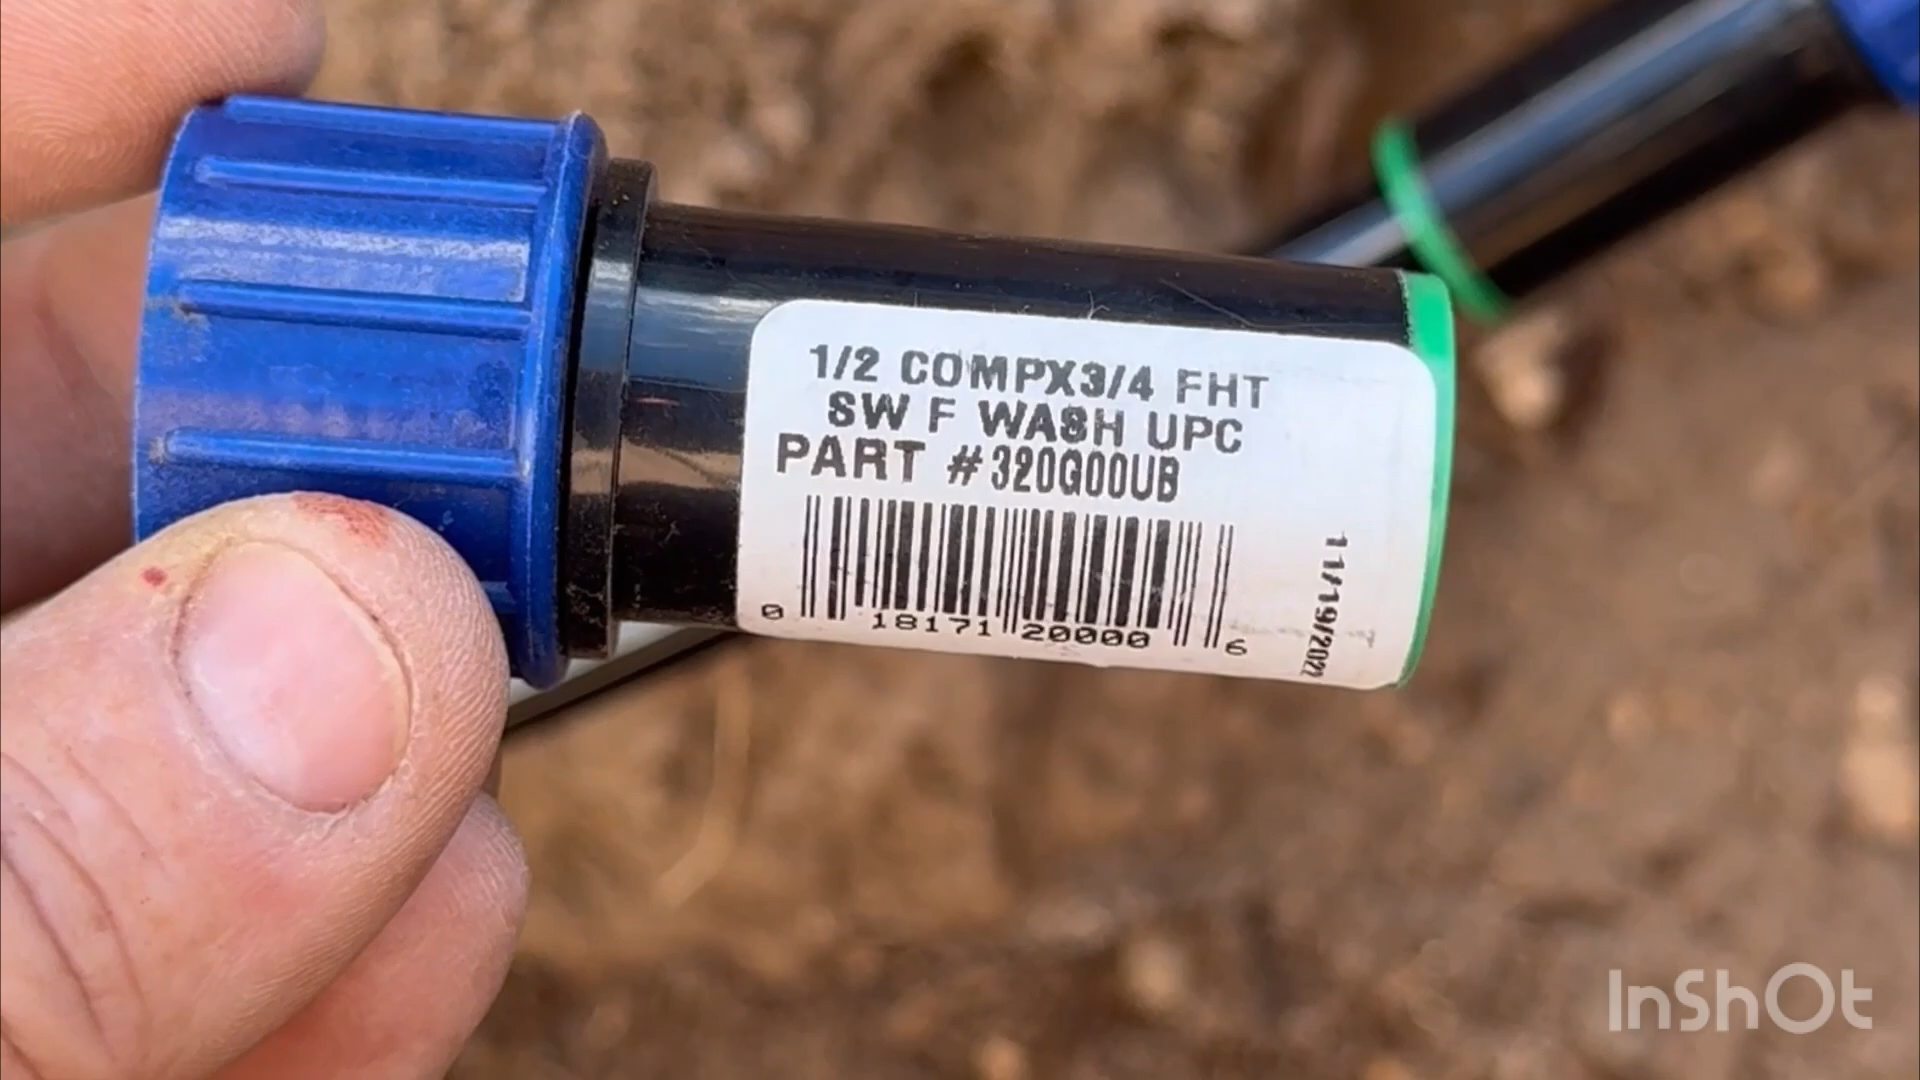 1/2 COMPX3/4 FHT
SW F WASH UPC
PART #320G00UB
0 18171 20000 6
11/19/2022
InShOt